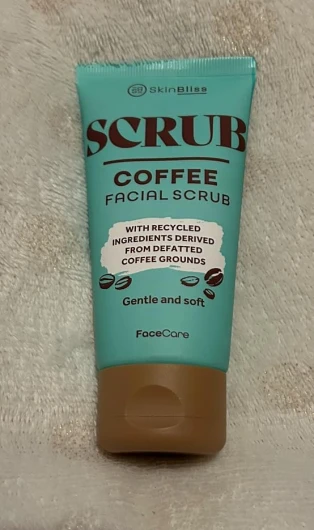 SkinBliss
SCRUB
COFFEE
FACIAL SCRUB
WITH RECYCLED
INGREDIENTS DERIVED
FROM DEFATTED
COFFEE GROUNDS
Gentle and soft
FaceCare